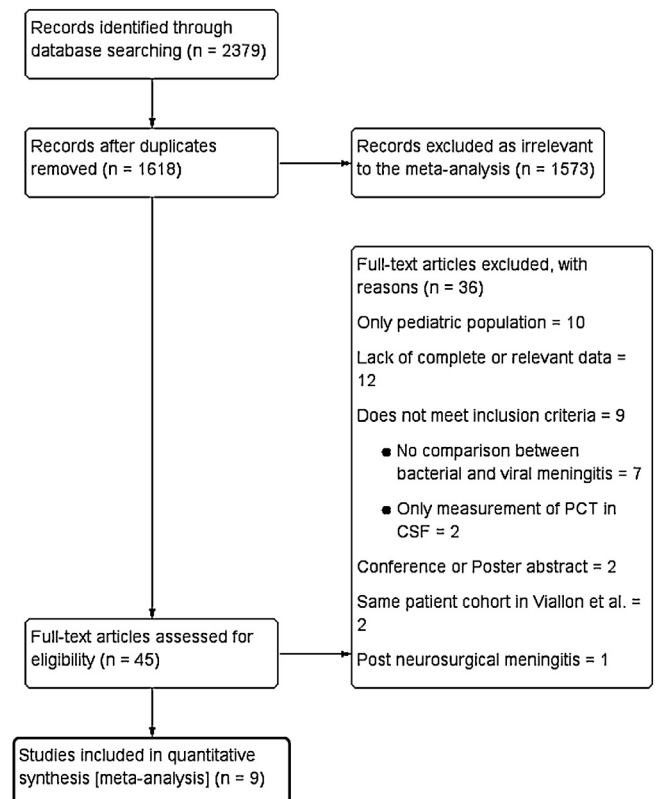 Records identified through
database searching (n = 2379)
Records after duplicates
removed (n = 1618)
Records excluded as irrelevant
to the meta-analysis (n = 1573)
Full-text articles excluded, with
reasons (n = 36)
Only pediatric population = 10
Lack of complete or relevant data =
12
Does not meet inclusion criteria = 9
● No comparison between
bacterial and viral meningitis = 7
● Only measurement of PCT in
CSF = 2
Conference or Poster abstract = 2
Same patient cohort in Viallon et al. =
2
Post neurosurgical meningitis = 1
Full-text articles assessed for
eligibility (n = 45)
Studies included in quantitative
synthesis [meta-analysis] (n = 9)